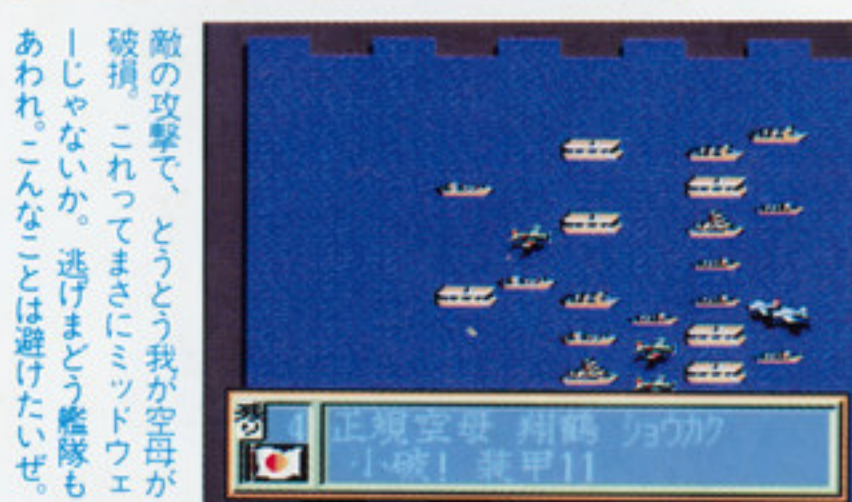 敵の攻撃で、とうとう我が空母が
破損。これってまさにミッドウェ
ーじゃないか。逃げまどう艦隊も
あわれ。こんなことは避けたいぜ。
4 正規空母 翔鶴 ショウカク
小破! 装甲11